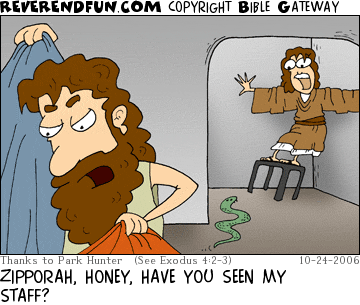 REVERENDFUN.COM COPYRIGHT BIBLE GATEWAY
Thanks to Park Hunter (See Exodus 4:2-3) 10-24-2006
ZIPPORAH, HONEY, HAVE YOU SEEN MY
STAFF?